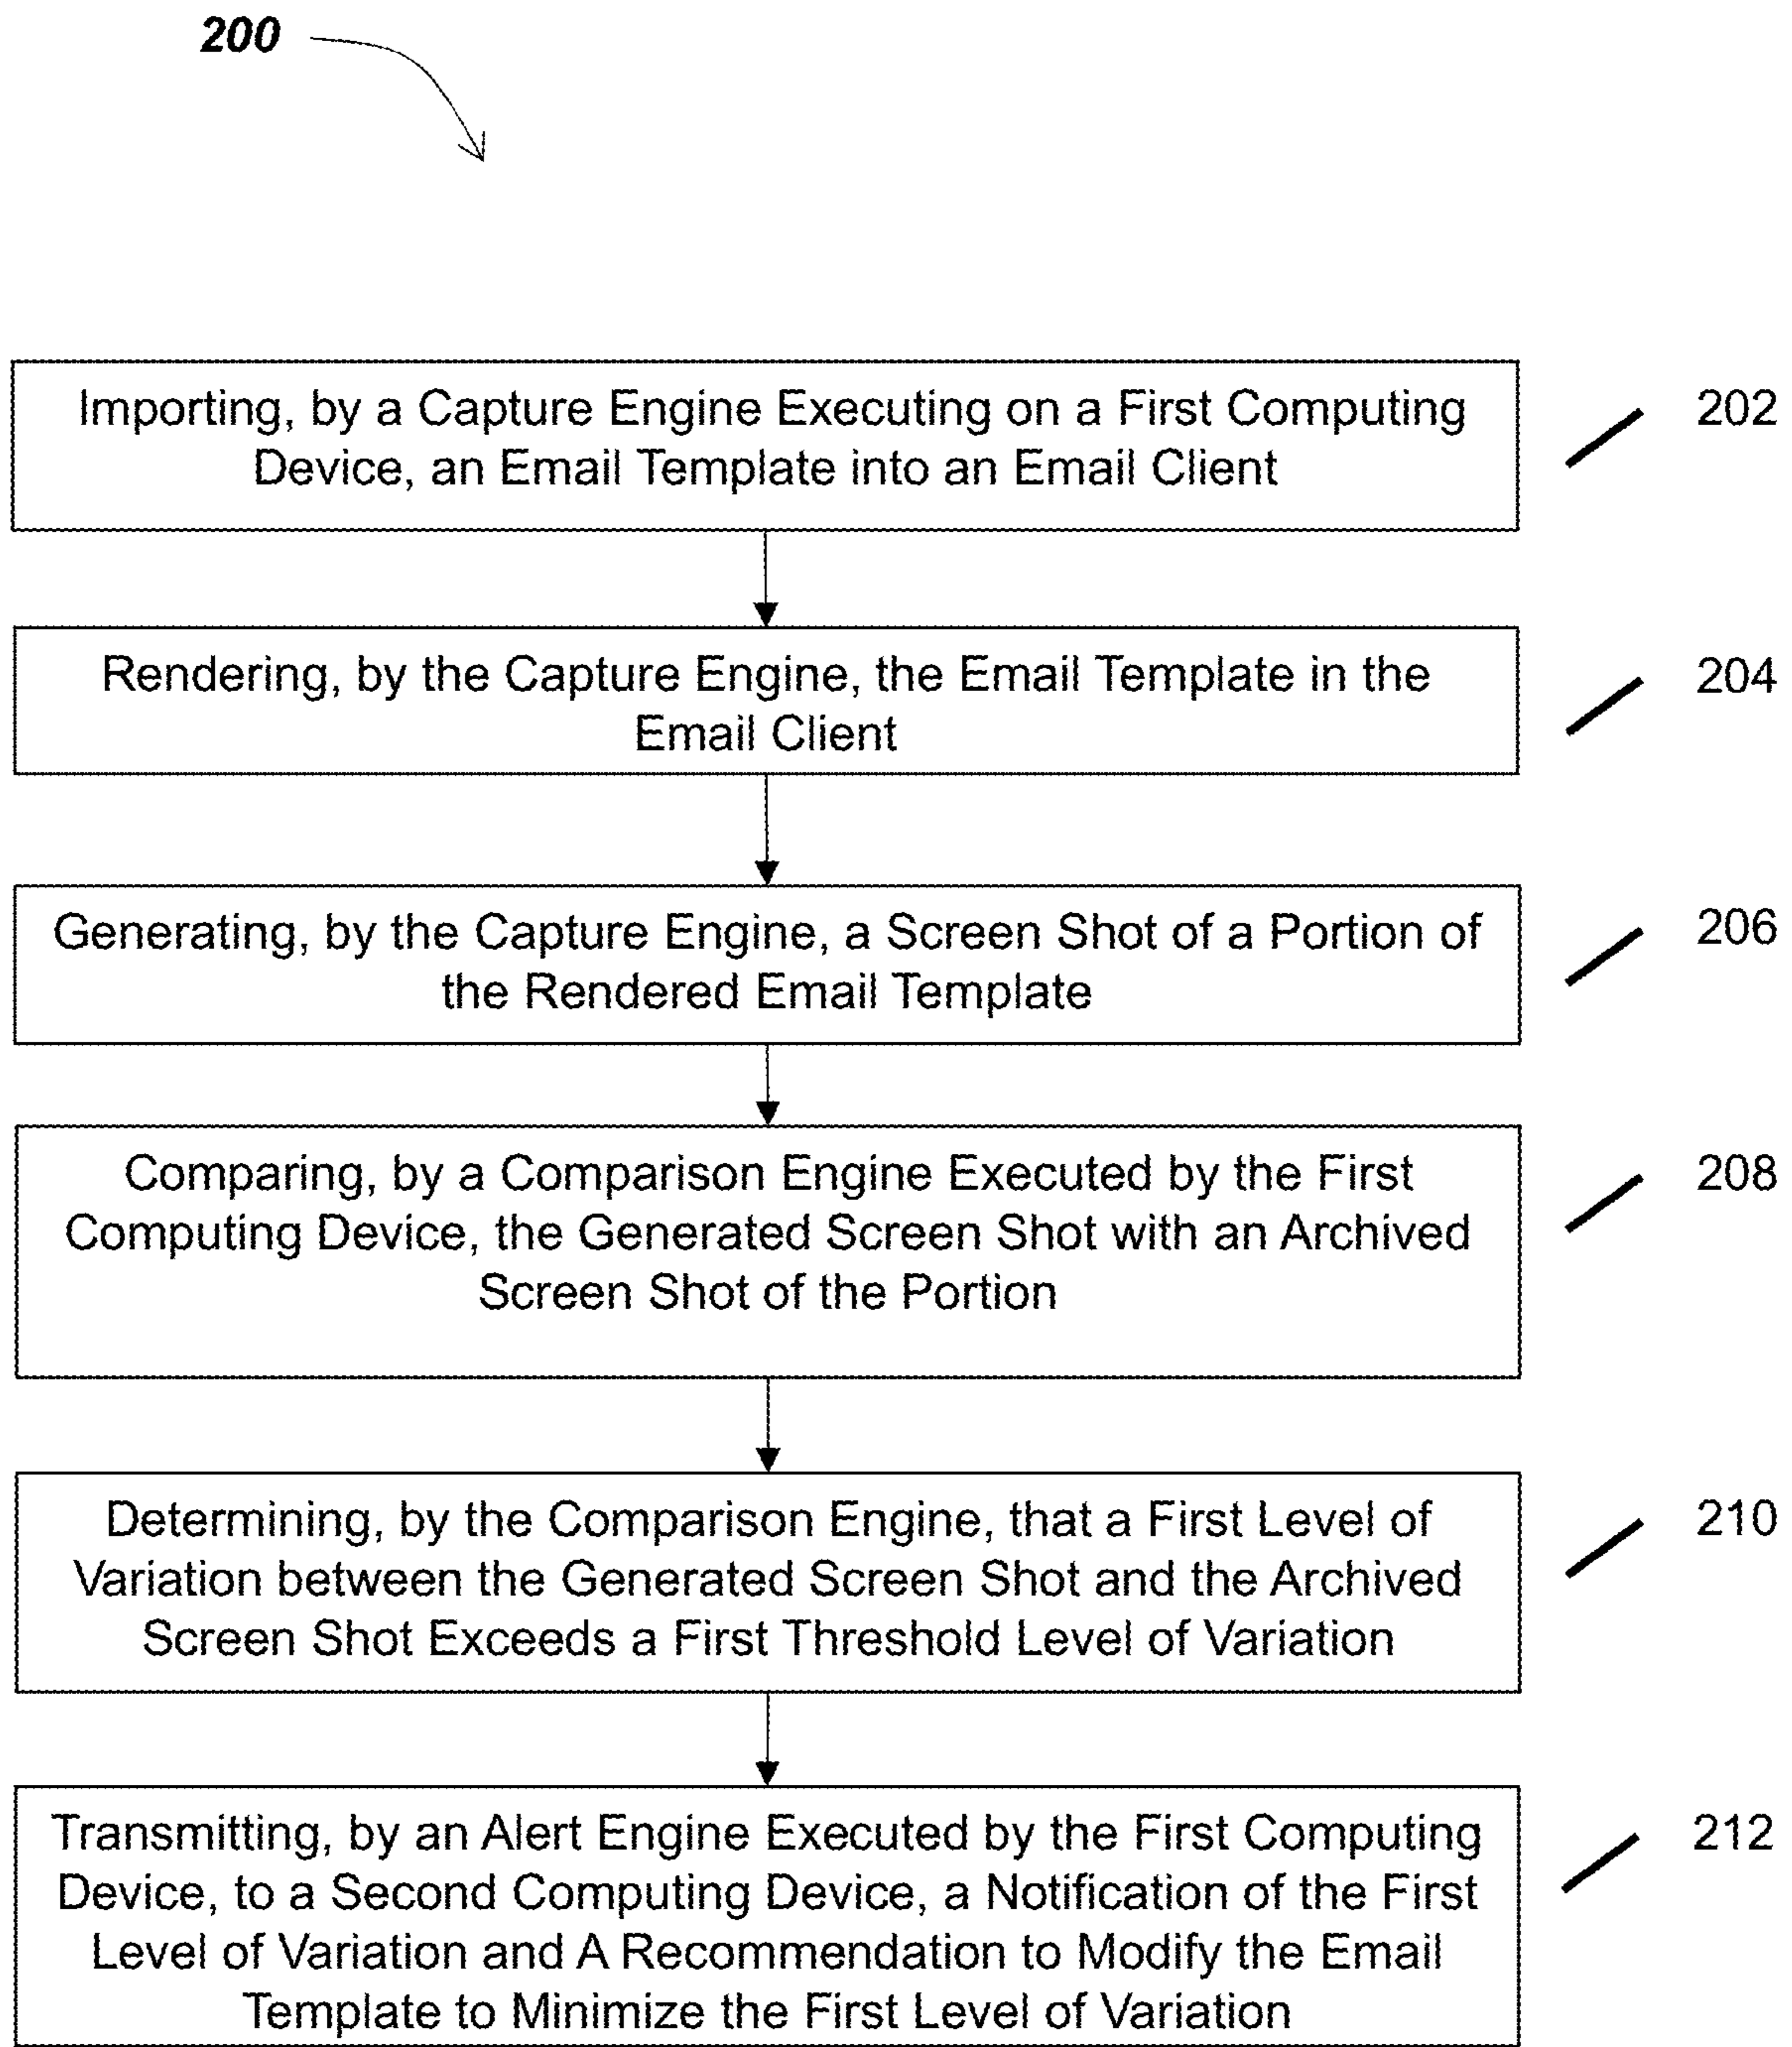 200
Importing, by a Capture Engine Executing on a First Computing
Device, an Email Template into an Email Client
202
Rendering, by the Capture Engine, the Email Template in the
Email Client
204
Generating, by the Capture Engine, a Screen Shot of a Portion of
the Rendered Email Template
206
Comparing, by a Comparison Engine Executed by the First
Computing Device, the Generated Screen Shot with an Archived
Screen Shot of the Portion
208
Determining, by the Comparison Engine, that a First Level of
Variation between the Generated Screen Shot and the Archived
Screen Shot Exceeds a First Threshold Level of Variation
210
Transmitting, by an Alert Engine Executed by the First Computing
Device, to a Second Computing Device, a Notification of the First
Level of Variation and A Recommendation to Modify the Email
Template to Minimize the First Level of Variation
212